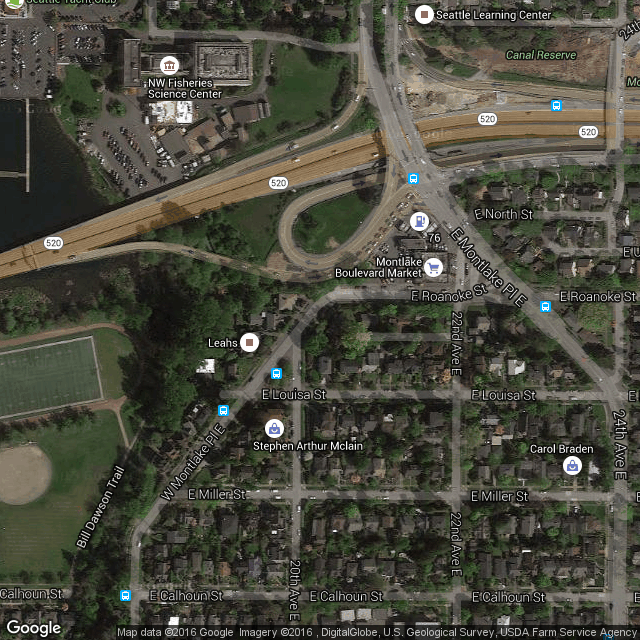 Seattle Yacht Club
Seattle Learning Center
24th
Canal Reserve
NW Fisheries
Science Center
520
520
520
520
E North St
76
E Montlake Pl E
Montlake
Boulevard Market
E Roanoke St
E Roanoke St
Leahs
22nd Ave E
E Louisa St
E Louisa St
24th Ave E
Stephen Arthur Mclain
Carol Braden
W Montlake Pl E
E Miller St
E Miller St
Bill Dawson Trail
22nd Ave E
20th Ave E
Calhoun St
E Calhoun St
E Calhoun St
E Calhoun St
Google
Map data ©2016 Google Imagery ©2016 , DigitalGlobe, U.S. Geological Survey, USDA Farm Service Agency